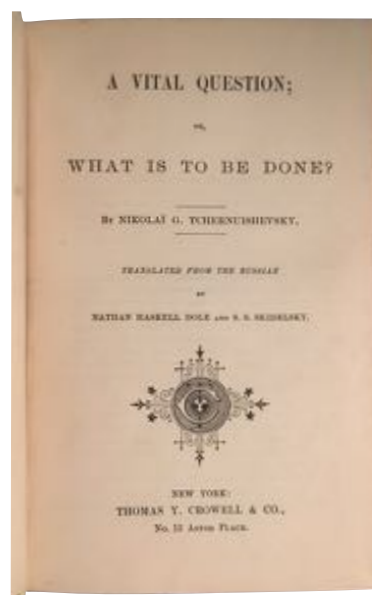 A VITAL QUESTION;
OR,
WHAT IS TO BE DONE?
BY NIKOLAÏ G. TCHERNUISHEVSKY.
TRANSLATED FROM THE RUSSIAN
BY
NATHAN HASKELL DOLE AND S. S. SKIDELSKY.
NEW YORK:
THOMAS Y. CROWELL & CO.,
No. 13 ASTOR PLACE.